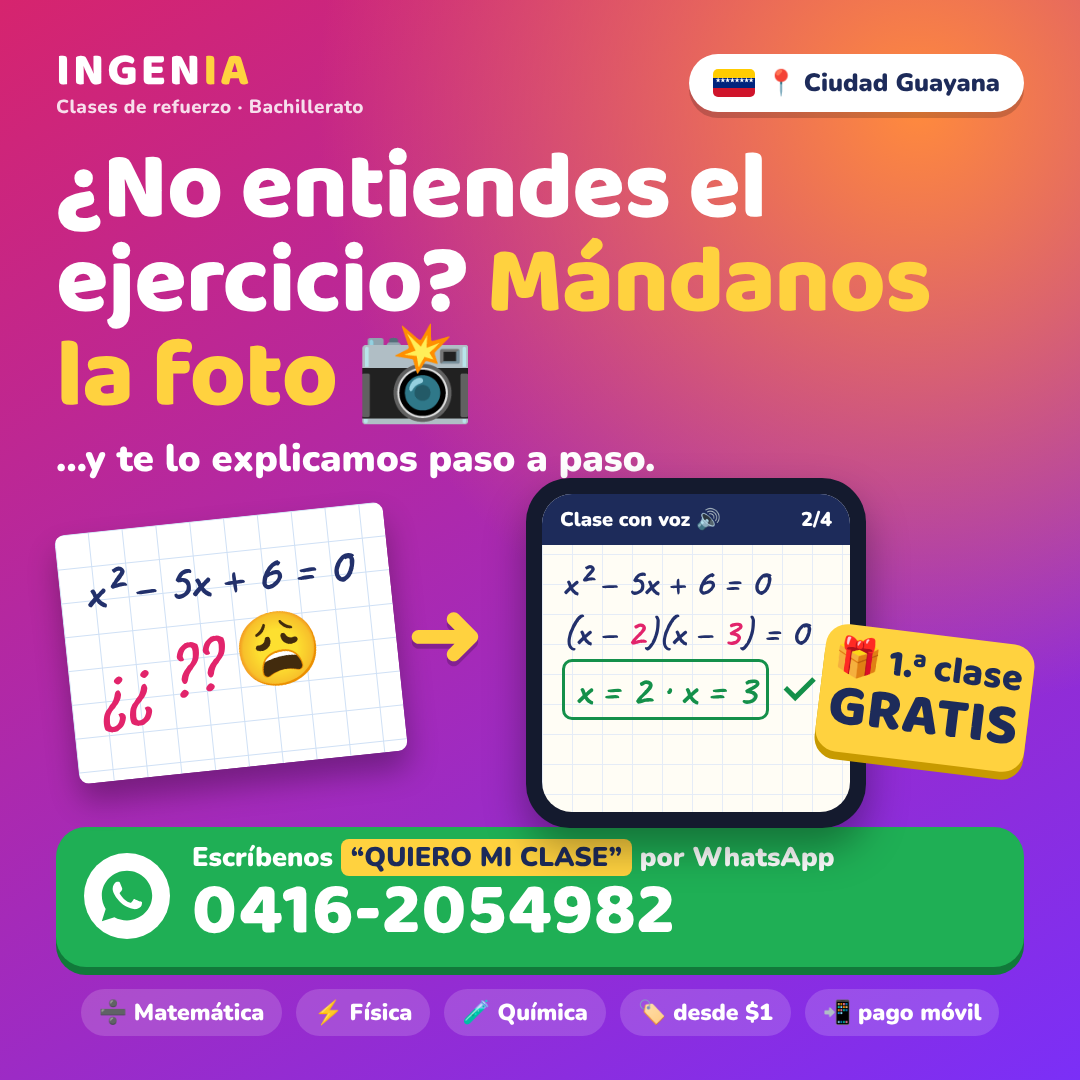 INGENIA
Clases de refuerzo · Bachillerato
📍 Ciudad Guayana
¿No entiendes el
ejercicio? Mándanos
la foto 📸
...y te lo explicamos paso a paso.
x² − 5x + 6 = 0
¿¿ ?? 😩
Clase con voz 🔊 2/4
x² − 5x + 6 = 0
(x − 2)(x − 3) = 0
x = 2 · x = 3 ✓
🎁 1.ª clase
GRATIS
Escríbenos “QUIERO MI CLASE” por WhatsApp
0416-2054982
➗ Matemática
⚡ Física
🧪 Química
🏷️ desde $1
📲 pago móvil